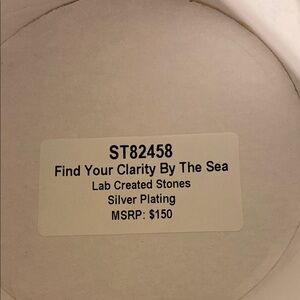 ST82458
Find Your Clarity By The Sea
Lab Created Stones
Silver Plating
MSRP: $150